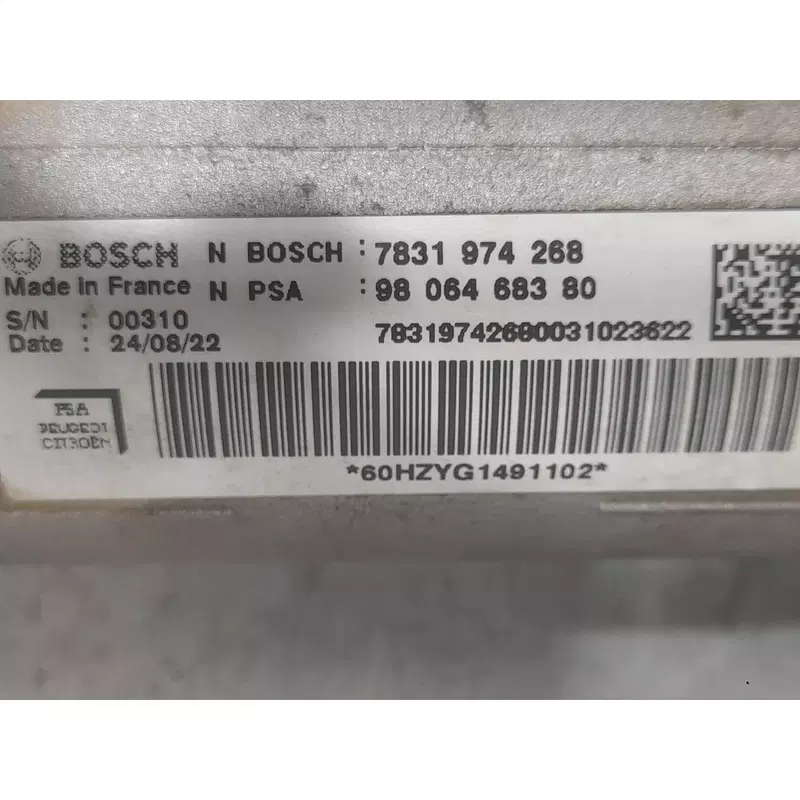 BOSCH N BOSCH : 7831 974 268
Made in France N PSA : 98 064 683 80
S/N : 00310
78319742680031023622
Date : 24/08/22
PSA
PEUGEOT
CITROËN
*60HZYG1491102*